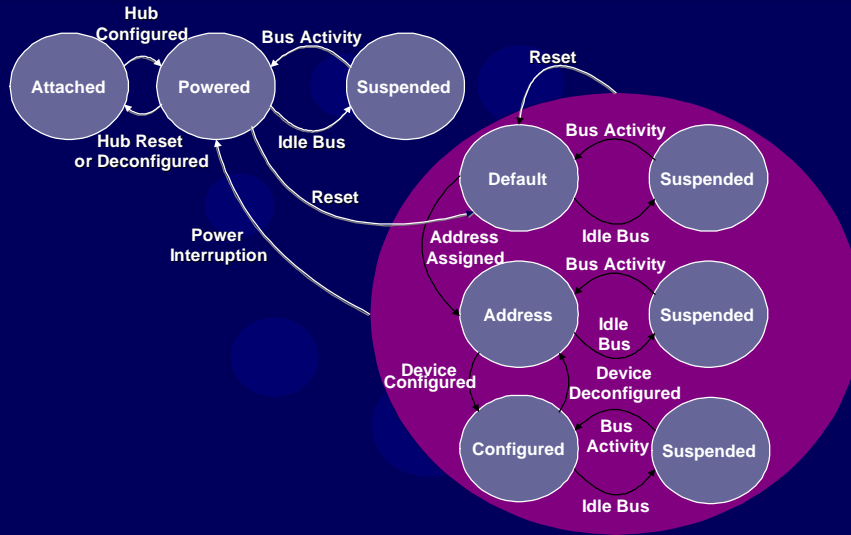 Hub
Configured
Bus Activity
Attached
Powered
Suspended
Hub Reset
or Deconfigured
Idle Bus
Reset
Reset
Power
Interruption
Bus Activity
Default
Suspended
Idle Bus
Address
Assigned
Bus Activity
Address
Suspended
Idle
Bus
Device
Configured
Device
Deconfigured
Configured
Bus
Activity
Suspended
Idle Bus